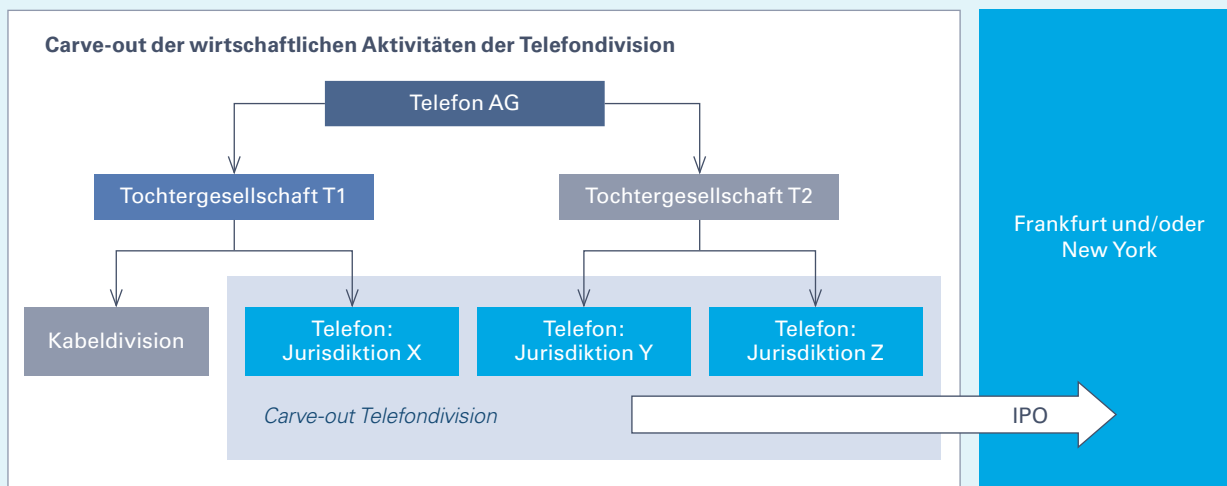 Carve-out der wirtschaftlichen Aktivitäten der Telefondivision
Telefon AG
Tochtergesellschaft T1
Tochtergesellschaft T2
Frankfurt und/oder
New York
Kabeldivision
Telefon:
Jurisdiktion X
Telefon:
Jurisdiktion Y
Telefon:
Jurisdiktion Z
Carve-out Telefondivision
IPO